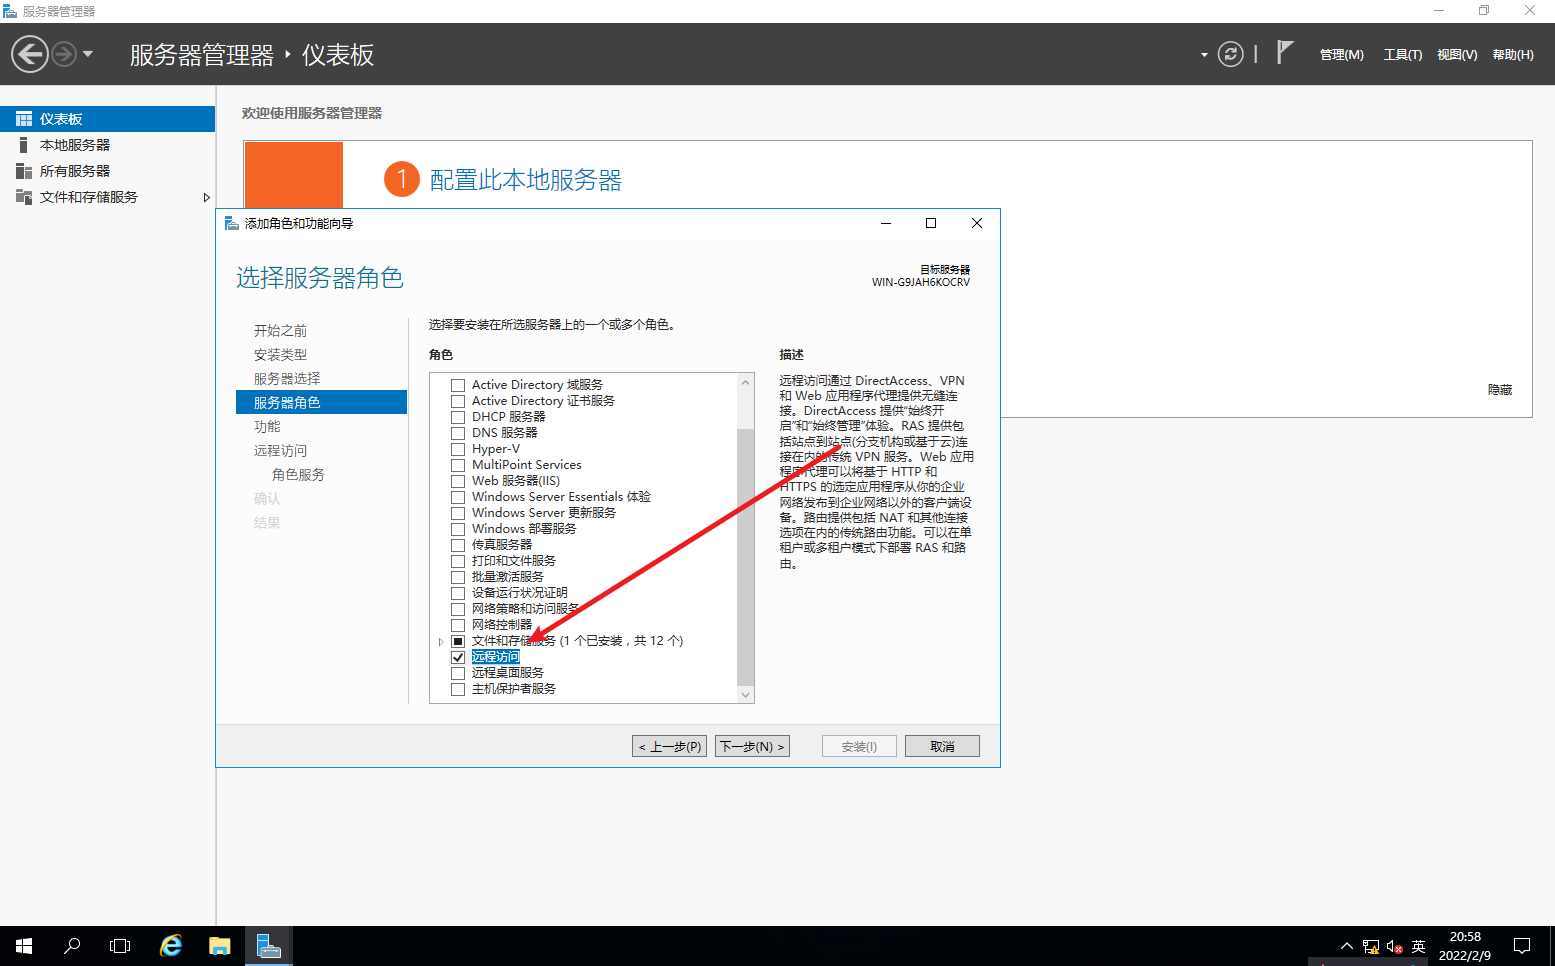 服务器管理器
服务器管理器 ‣ 仪表板
管理(M) 工具(T) 视图(V) 帮助(H)
仪表板
本地服务器
所有服务器
文件和存储服务
欢迎使用服务器管理器
1 配置此本地服务器
隐藏
添加角色和功能向导
选择服务器角色
目标服务器
WIN-G9JAH6KOCRV
开始之前
安装类型
服务器选择
服务器角色
功能
远程访问
角色服务
确认
结果
选择要安装在所选服务器上的一个或多个角色。
角色
Active Directory 域服务
Active Directory 证书服务
DHCP 服务器
DNS 服务器
Hyper-V
MultiPoint Services
Web 服务器(IIS)
Windows Server Essentials 体验
Windows Server 更新服务
Windows 部署服务
传真服务器
打印和文件服务
批量激活服务
设备运行状况证明
网络策略和访问服务
网络控制器
文件和存储服务 (1 个已安装，共 12 个)
远程访问
远程桌面服务
主机保护者服务
描述
远程访问通过 DirectAccess、VPN
和 Web 应用程序代理提供无缝连
接。DirectAccess 提供“始终开
启”和“始终管理”体验。RAS 提供包
括站点到站点(分支机构或基于云)连
接在内的传统 VPN 服务。Web 应用
程序代理可以将基于 HTTP 和
HTTPS 的选定应用程序从你的企业
网络发布到企业网络以外的客户端设
备。路由提供包括 NAT 和其他连接
选项在内的传统路由功能。可以在单
租户或多租户模式下部署 RAS 和路
由。
< 上一步(P) 下一步(N) > 安装(I) 取消
英
20:58
2022/2/9